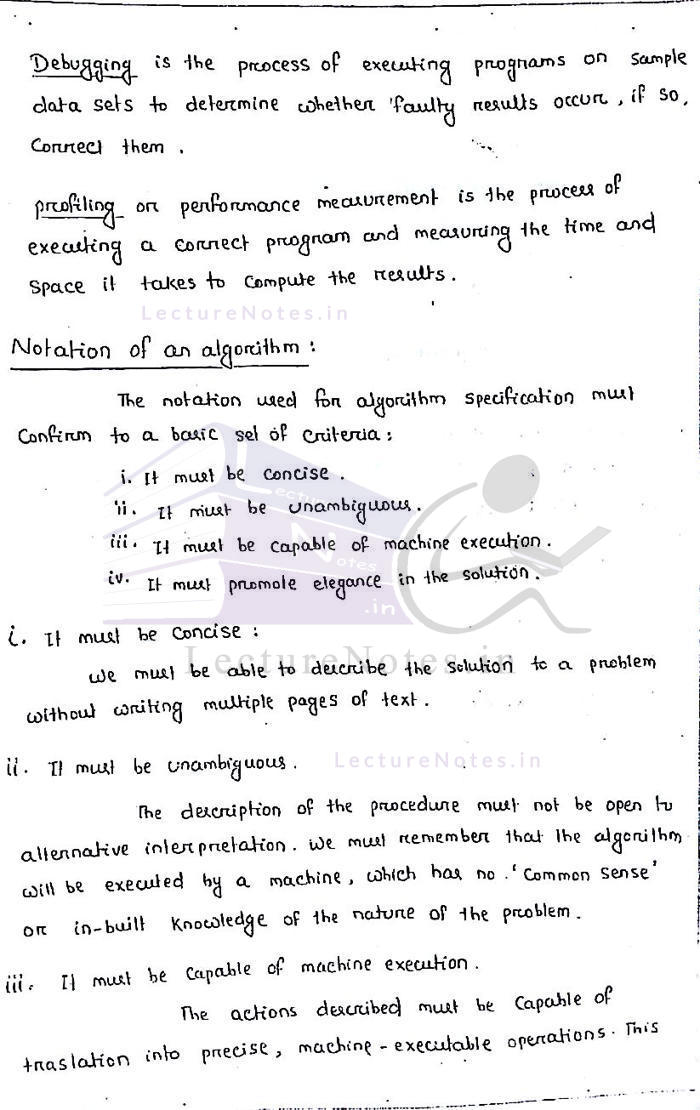 Debugging is the process of executing programs on sample
data sets to determine whether faulty results occur, if so,
Correct them.
profiling or performance measurement is the process of
executing a correct program and measuring the time and
space it takes to compute the results.
LectureNotes.in
Notation of an algorithm:
The notation used for algorithm specification must
Confirm to a basic set of criteria:
i. It must be concise.
ii. It must be unambiguous.
iii. It must be capable of machine execution.
iv. It must promote elegance in the solution.
Lecture
Notes
.in
i. It must be Concise:
LectureNotes.in
we must be able to describe the solution to a problem
without writing multiple pages of text.
LectureNotes.in
ii. It must be unambiguous.
The description of the procedure must not be open to
alternative interpretation. we must remember that the algorithm
will be executed by a machine, which has no 'Common Sense'
or in-built Knowledge of the nature of the problem.
iii. It must be Capable of machine execution.
The actions described must be Capable of
traslation into precise, machine-executable operations. This